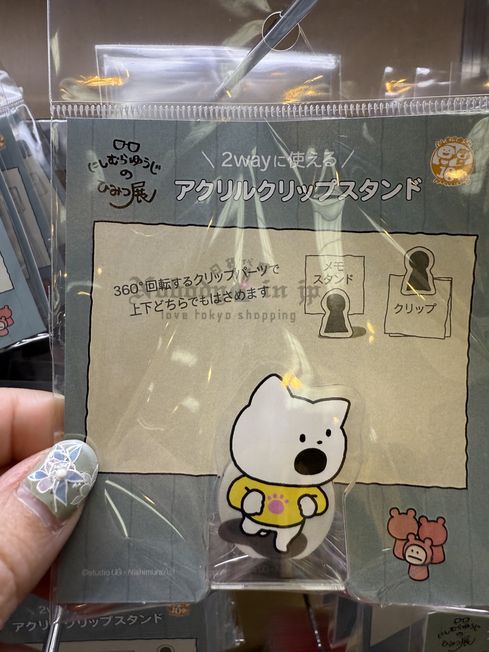 にしむらゆうじ
の
ひみつ展
\ 2wayに使える /
アクリルクリップスタンド
360°回転するクリップパーツで
上下どちらでもはさめます
メモ
スタンド
クリップ
love tokyo shopping
©studio UG・Nishimura
アクリルクリップスタンド